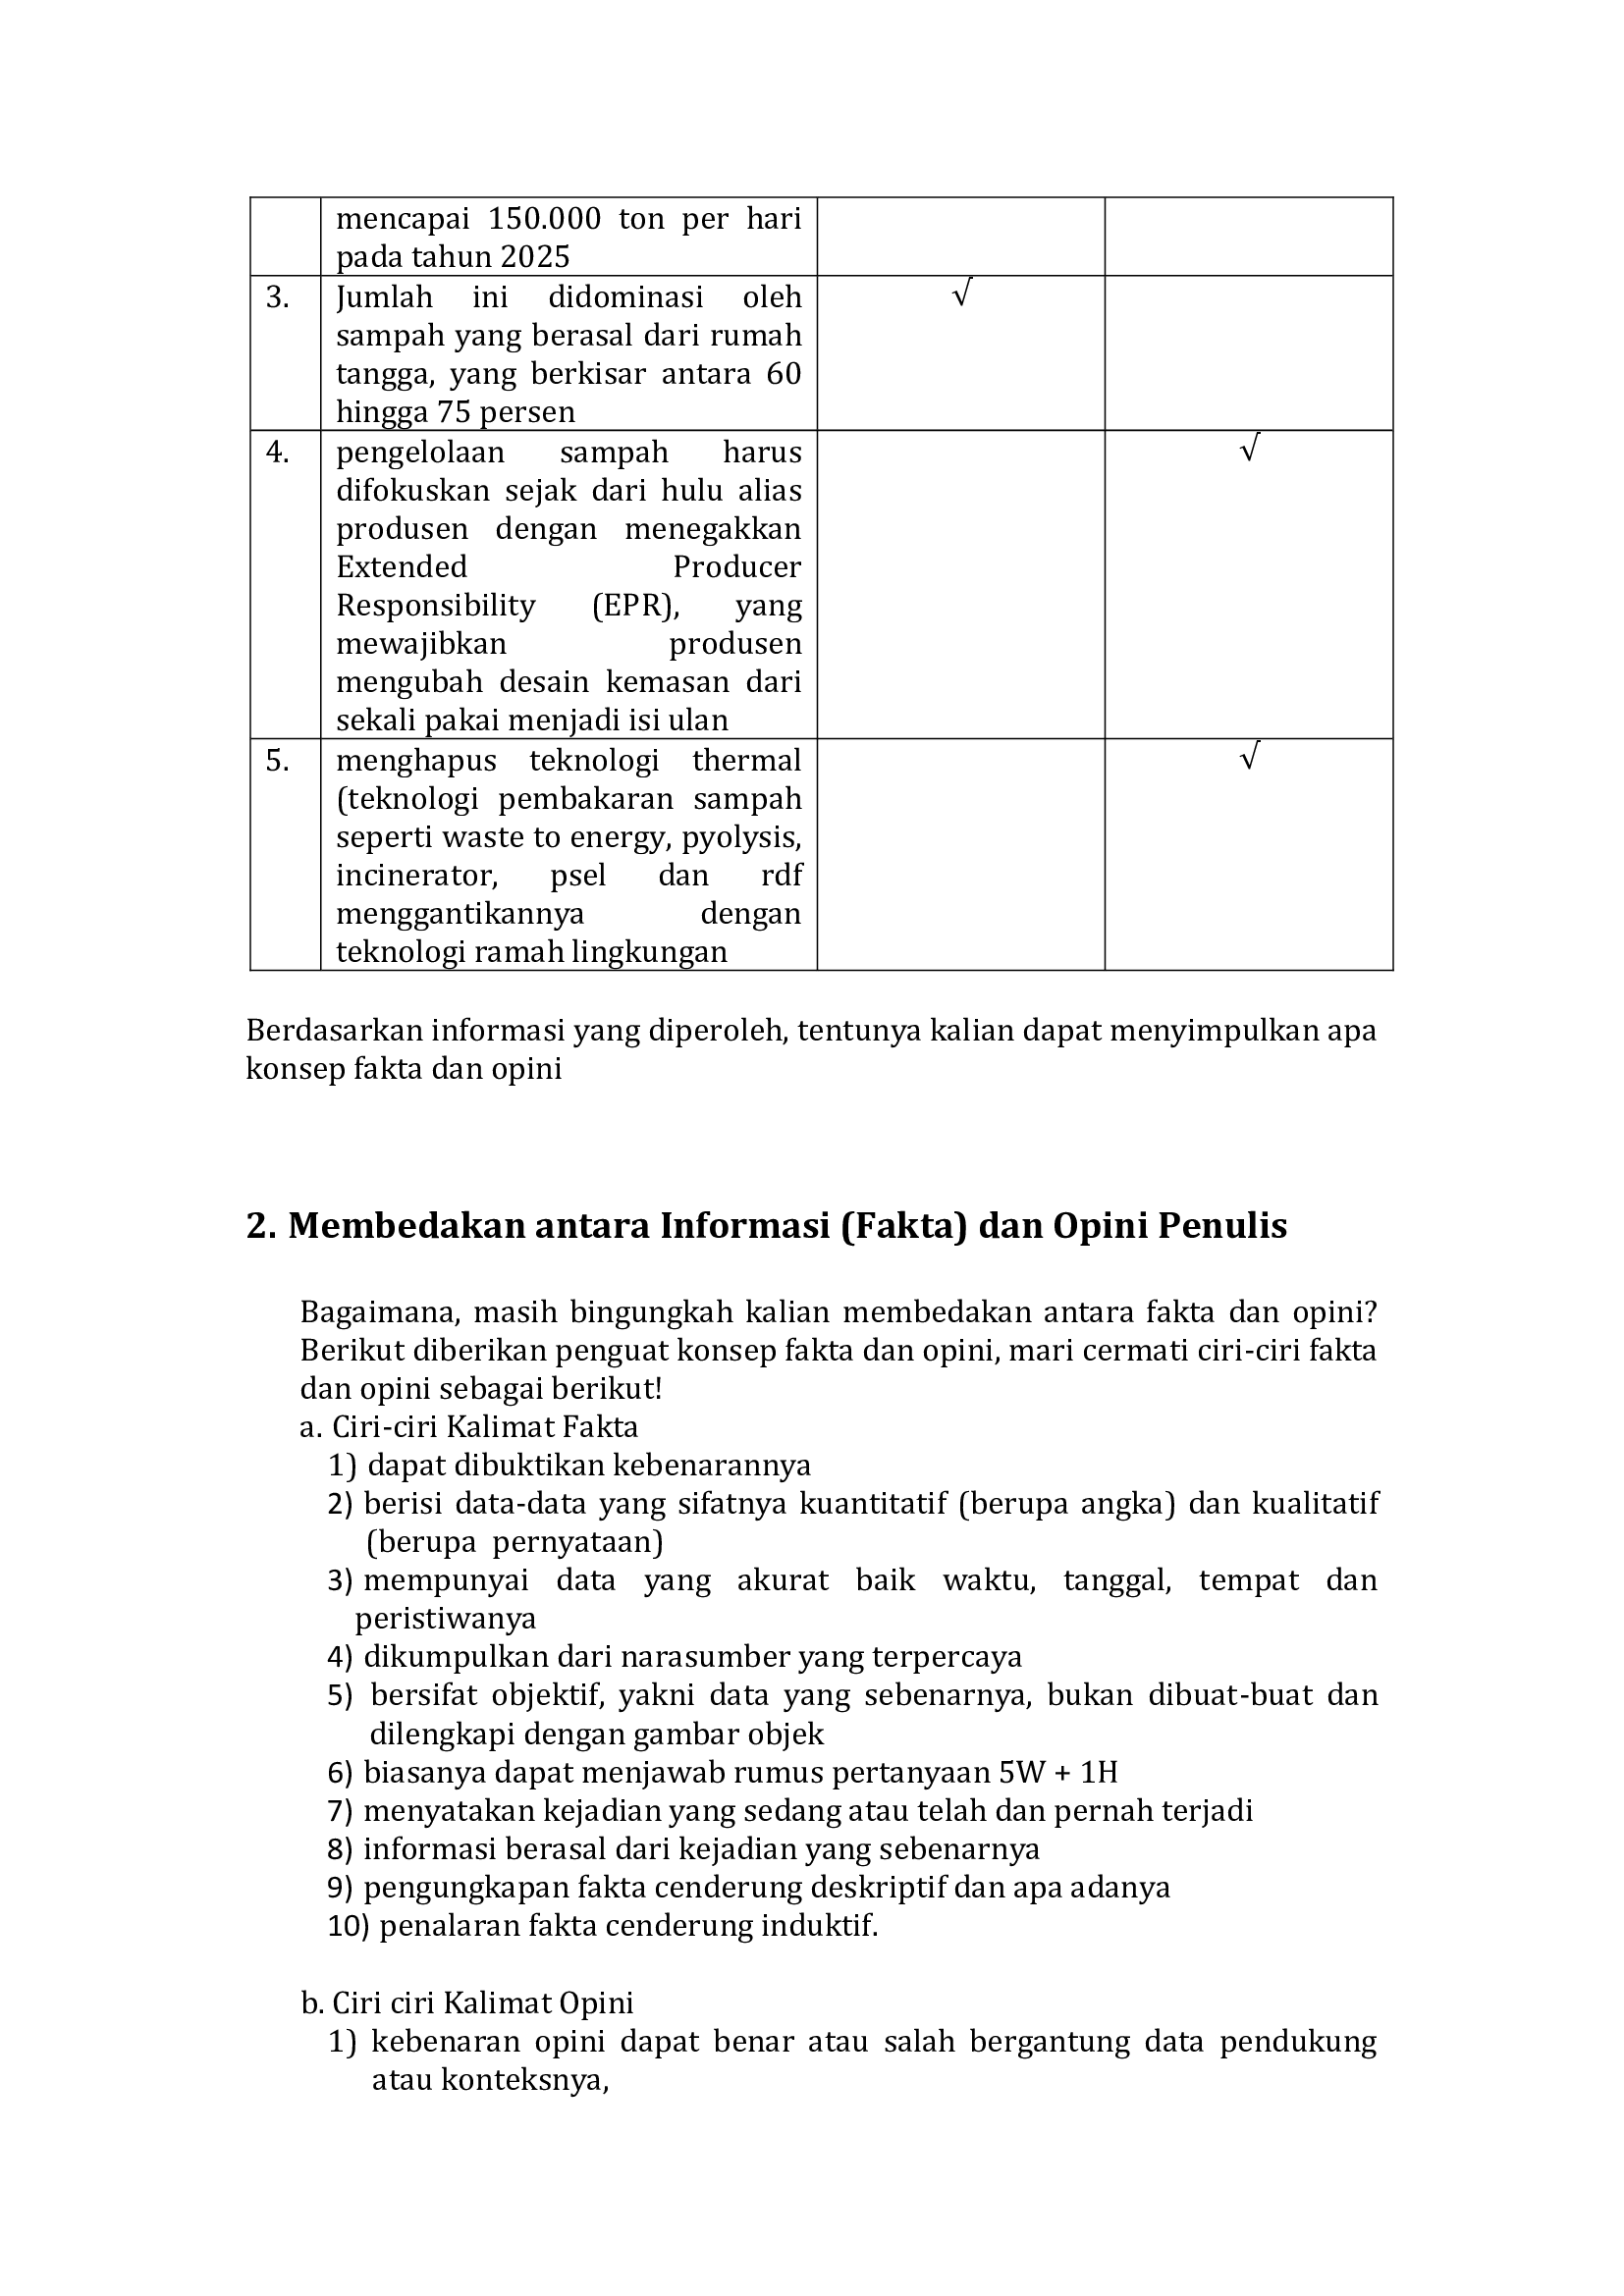 mencapai 150.000 ton per hari
pada tahun 2025
3. Jumlah ini didominasi oleh √
sampah yang berasal dari rumah
tangga, yang berkisar antara 60
hingga 75 persen
4. pengelolaan sampah harus √
difokuskan sejak dari hulu alias
produsen dengan menegakkan
Extended Producer
Responsibility (EPR), yang
mewajibkan produsen
mengubah desain kemasan dari
sekali pakai menjadi isi ulan
5. menghapus teknologi thermal √
(teknologi pembakaran sampah
seperti waste to energy, pyolysis,
incinerator, psel dan rdf
menggantikannya dengan
teknologi ramah lingkungan
Berdasarkan informasi yang diperoleh, tentunya kalian dapat menyimpulkan apa
konsep fakta dan opini
2. Membedakan antara Informasi (Fakta) dan Opini Penulis
Bagaimana, masih bingungkah kalian membedakan antara fakta dan opini?
Berikut diberikan penguat konsep fakta dan opini, mari cermati ciri-ciri fakta
dan opini sebagai berikut!
a. Ciri-ciri Kalimat Fakta
1) dapat dibuktikan kebenarannya
2) berisi data-data yang sifatnya kuantitatif (berupa angka) dan kualitatif
(berupa pernyataan)
3) mempunyai data yang akurat baik waktu, tanggal, tempat dan
peristiwanya
4) dikumpulkan dari narasumber yang terpercaya
5) bersifat objektif, yakni data yang sebenarnya, bukan dibuat-buat dan
dilengkapi dengan gambar objek
6) biasanya dapat menjawab rumus pertanyaan 5W + 1H
7) menyatakan kejadian yang sedang atau telah dan pernah terjadi
8) informasi berasal dari kejadian yang sebenarnya
9) pengungkapan fakta cenderung deskriptif dan apa adanya
10) penalaran fakta cenderung induktif.
b. Ciri ciri Kalimat Opini
1) kebenaran opini dapat benar atau salah bergantung data pendukung
atau konteksnya,